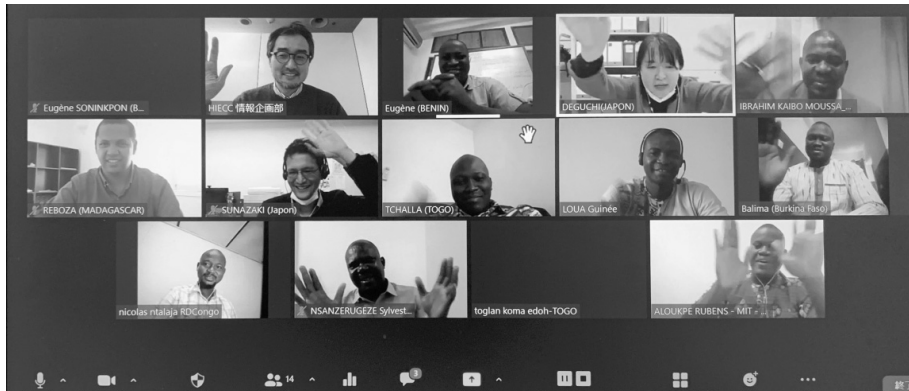 Eugène SONINKPON (B...
HIECC 情報企画部
Eugène (BENIN)
DEGUCHI(JAPON)
IBRAHIM KAIBO MOUSSA_...
REBOZA (MADAGASCAR)
SUNAZAKI (Japon)
TCHALLA (TOGO)
LOUA Guinée
Balima (Burkina Faso)
nicolas ntalaja RDCongo
NSANZERUGEZE Sylvest...
toglan koma edoh-TOGO
ALOUKPE RUBENS - MIT - ...
14
3